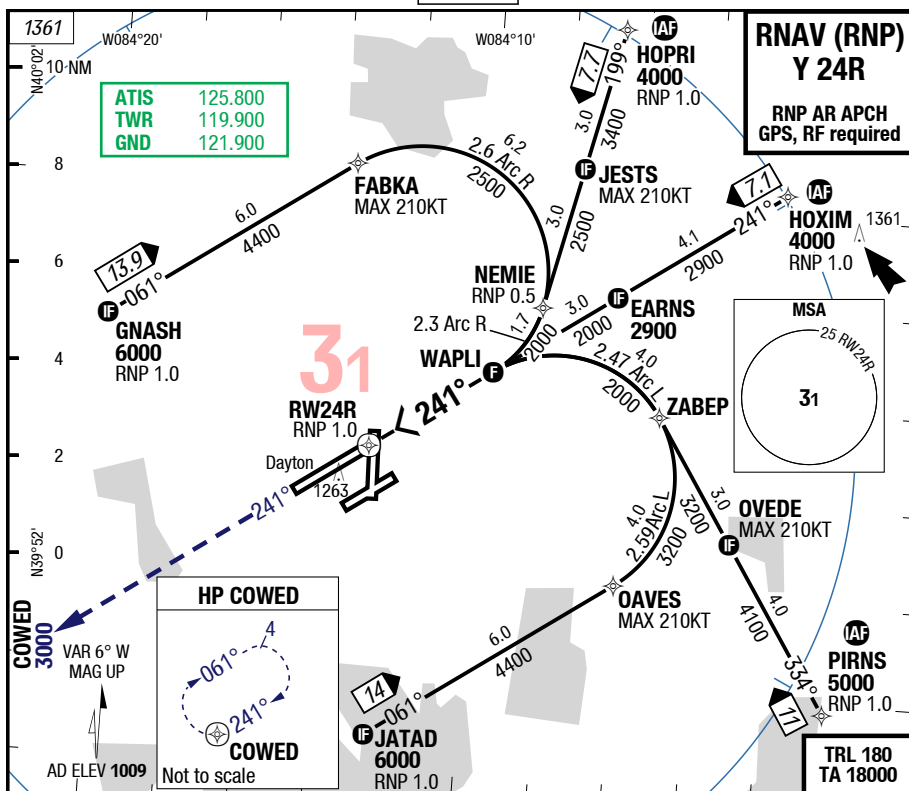 1361
W084°20'
W084°10'
N40°02'
10 NM
8
6
4
2
0
N39°52'
ATIS 125.800
TWR 119.900
GND 121.900
RNAV (RNP)
Y 24R
RNP AR APCH
GPS, RF required
IAF
HOPRI
4000
RNP 1.0
7.7
199°
3.0
3400
IF
JESTS
MAX 210KT
3.0
2500
6.2
2.6 Arc R
2500
FABKA
MAX 210KT
6.0
4400
13.9
061°
IF
GNASH
6000
RNP 1.0
7.1
241°
IAF
HOXIM
4000
RNP 1.0
1361
4.1
2900
IF
EARNS
2900
3.0
2000
NEMIE
RNP 0.5
1.7
2000
2.3 Arc R
WAPLI
F
241°
31
RW24R
RNP 1.0
Dayton
1263
241°
4.0
2.47 Arc L
2000
ZABEP
MSA
25 RW24R
31
3.0
3200
OVEDE
MAX 210KT
IF
4.0
4100
334°
11
IAF
PIRNS
5000
RNP 1.0
4.0
2.59 Arc L
3200
OAVES
MAX 210KT
6.0
4400
14
061°
IF
JATAD
6000
RNP 1.0
COWED
3000
VAR 6° W
MAG UP
AD ELEV 1009
HP COWED
4
061°
241°
COWED
Not to scale
TRL 180
TA 18000